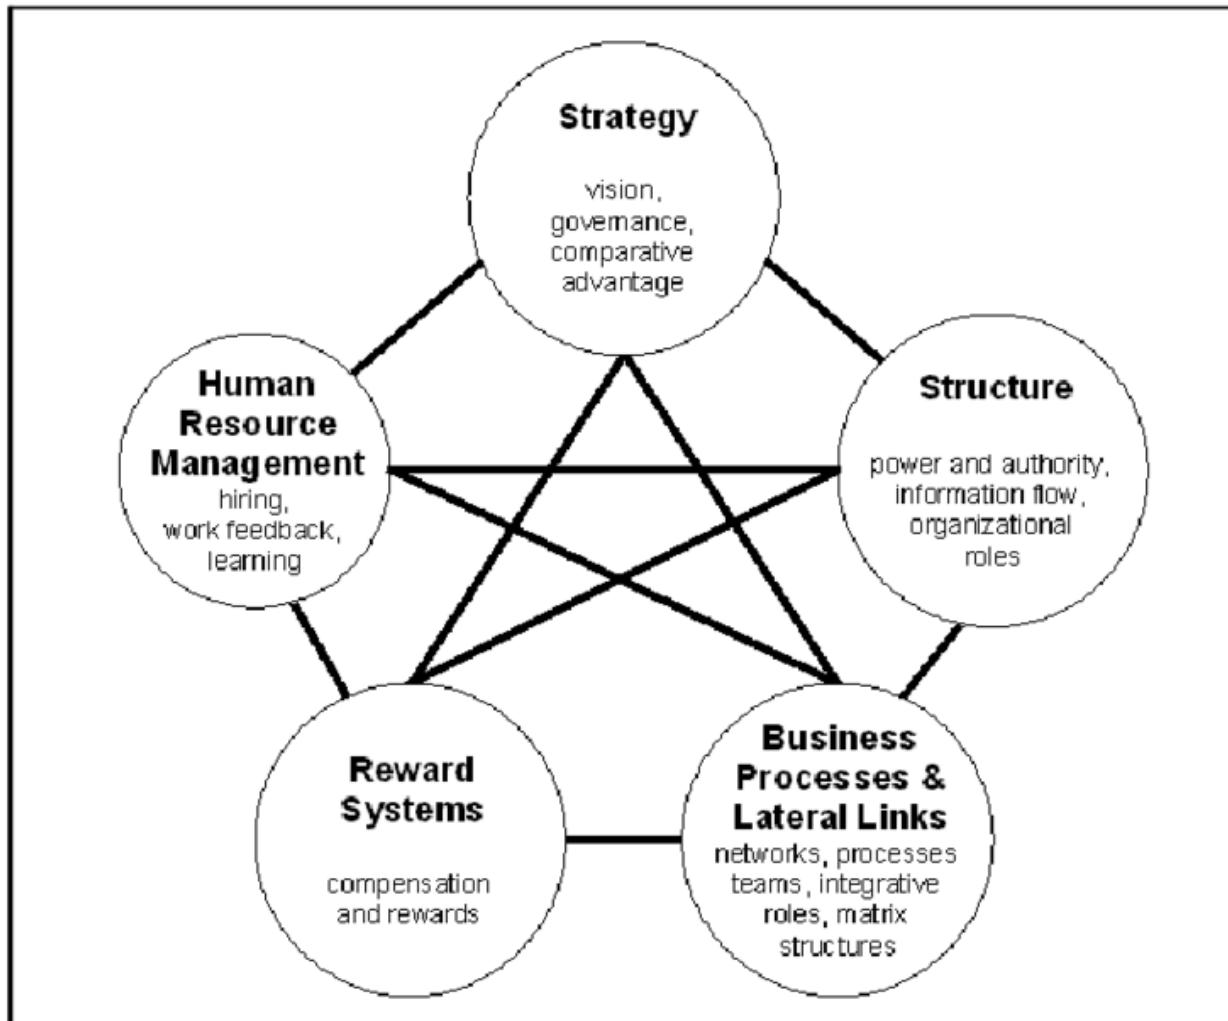 Strategy
vision,
governance,
comparative
advantage
Human
Resource
Management
hiring,
work feedback,
learning
Structure
power and authority,
information flow,
organizational
roles
Reward
Systems
compensation
and rewards
Business
Processes &
Lateral Links
networks, processes
teams, integrative
roles, matrix
structures